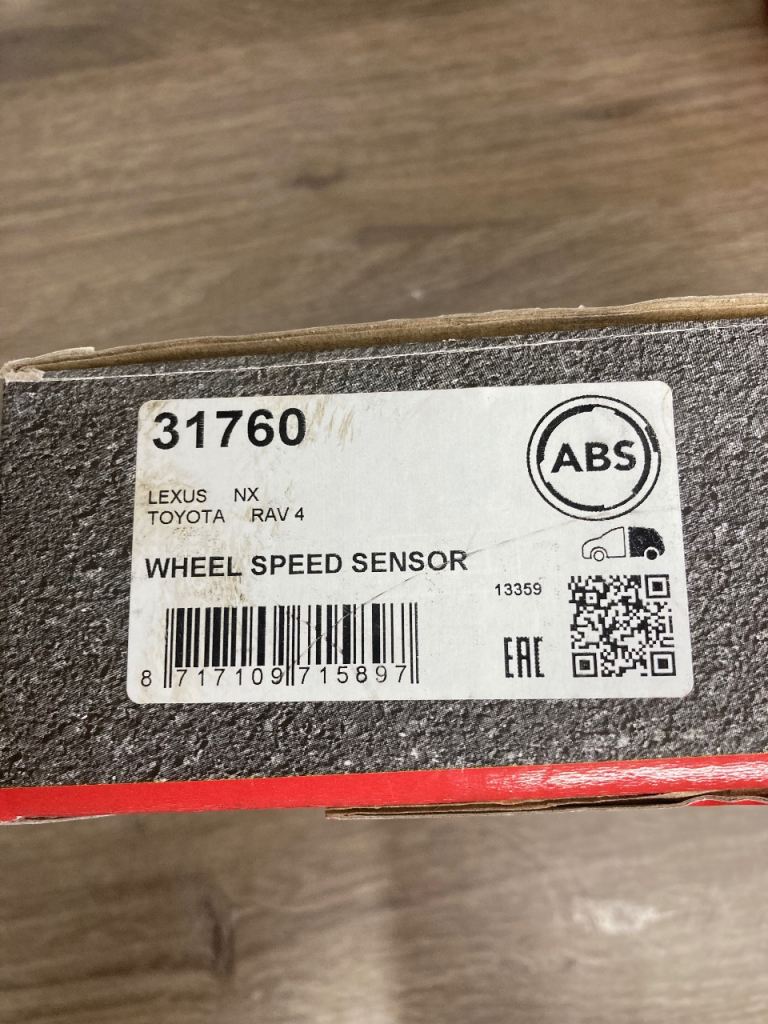 31760
ABS
LEXUS NX
TOYOTA RAV 4
WHEEL SPEED SENSOR
13359
EAC
8 717109 715897